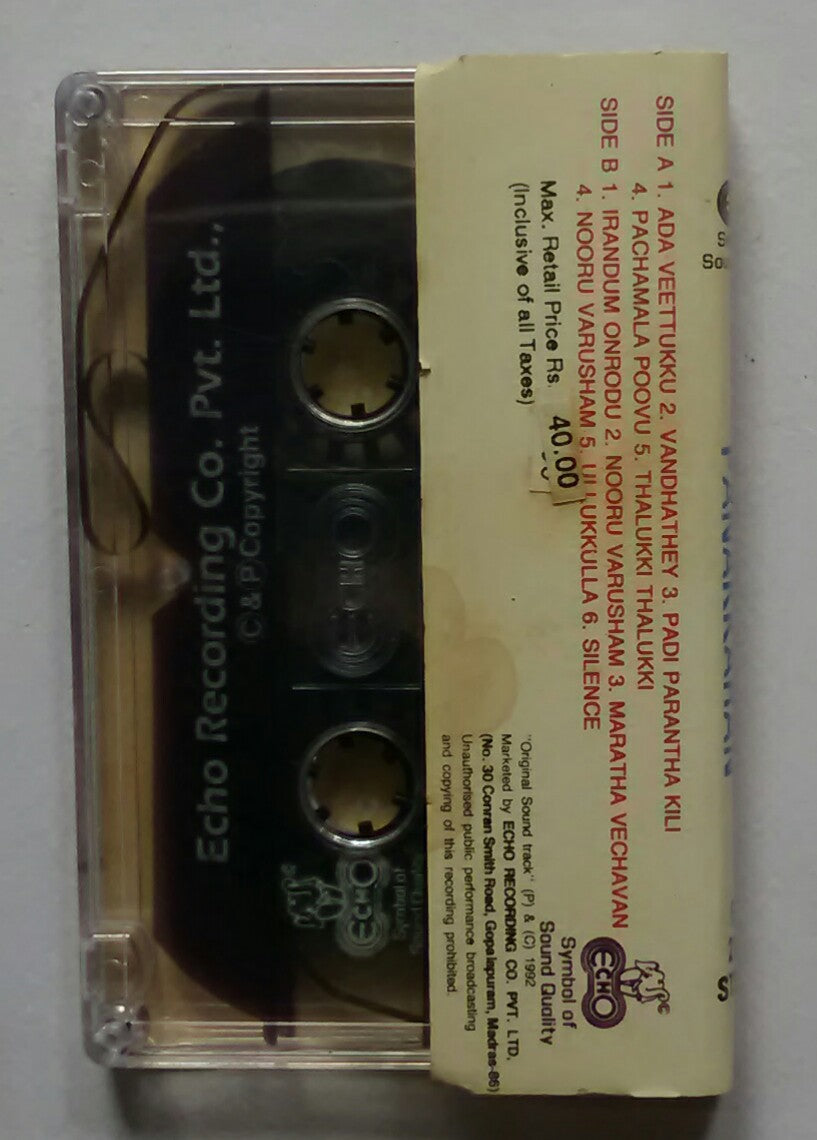 SIDE A 1. ADA VEETTUKKU 2. VANDHATHEY 3. PADI PARANTHA KILI
4. PACHAMALA POOVU 5. THALUKKI THALUKKI
SIDE B 1. IRANDUM ONRODU 2. NOORU VARUSHAM 3. MARATHA VECHAVAN
4. NOORU VARUSHAM 5. ULLUKKULLA 6. SILENCE
Max. Retail Price Rs. 40.00
(Inclusive of all Taxes)
ECHO
Symbol of
Sound Quality
"Original Sound track" (P) & (C) 1992
Marketed by ECHO RECORDING CO. PVT. LTD.
(No. 30 Conran Smith Road, Gopalapuram, Madras-86)
Unauthorised public performance broadcasting
and copying of this recording prohibited.
ECHO
ECHO
Symbol of
© & P Copyright
Echo Recording Co. Pvt. Ltd.,